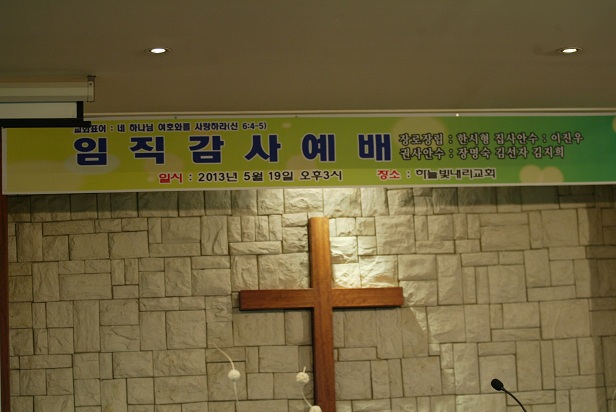 교회표어 : 네 하나님 여호와를 사랑하라(신 6:4-5)
임직감사예배
장로장립 : 한시형 집사안수 : 이진우
권사안수 : 장명숙 김선자 김지희
일시 : 2013년 5월 19일 오후3시 장소 : 하늘빛내리교회